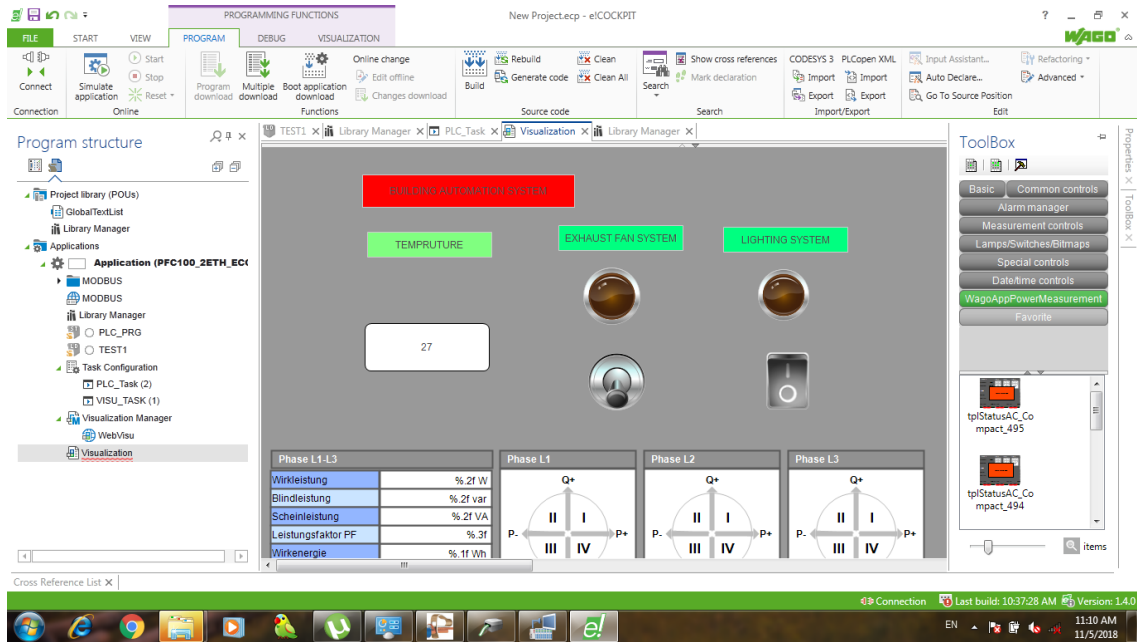 New Project.ecp - e!COCKPIT
PROGRAMMING FUNCTIONS
FILE START VIEW PROGRAM DEBUG VISUALIZATION
WAGO
Connect
Connection
Simulate application
Start
Stop
Reset
Online
Program download
Multiple download
Boot application download
Online change
Edit offline
Changes download
Functions
Build
Rebuild
Generate code
Clean
Clean All
Source code
Search
Show cross references
Mark declaration
Search
CODESYS 3
Import
Export
PLCopen XML
Import
Export
Import/Export
Input Assistant...
Auto Declare...
Go To Source Position
Refactoring
Advanced
Edit
Program structure
Project library (POUs)
GlobalTextList
Library Manager
Applications
Application (PFC100_2ETH_ECO
MODBUS
MODBUS
Library Manager
PLC_PRG
TEST1
Task Configuration
PLC_Task (2)
VISU_TASK (1)
Visualization Manager
WebVisu
Visualization
TEST1 Library Manager PLC_Task Visualization Library Manager
BUILLING AUTOMATION SYSTEM
TEMPRUTURE
EXHAUST FAN SYSTEM
LIGHTING SYSTEM
27
Phase L1-L3
Wirkleistung %.2f W
Blindleistung %.2f var
Scheinleistung %.2f VA
Leistungsfaktor PF %.3f
Wirkenergie %.1f Wh
Phase L1
Q+
II I
P- P+
III IV
Phase L2
Q+
II I
P- P+
III IV
Phase L3
Q+
II I
P- P+
III IV
ToolBox
Basic Common controls
Alarm manager
Measurement controls
Lamps/Switches/Bitmaps
Special controls
Date/time controls
WagoAppPowerMeasurement
Favorite
tplStatusAC_Co
mpact_495
tplStatusAC_Co
mpact_494
items
Properties
ToolBox
Cross Reference List
Connection Last build: 10:37:28 AM Version: 1.4.0
EN
11:10 AM
11/5/2018